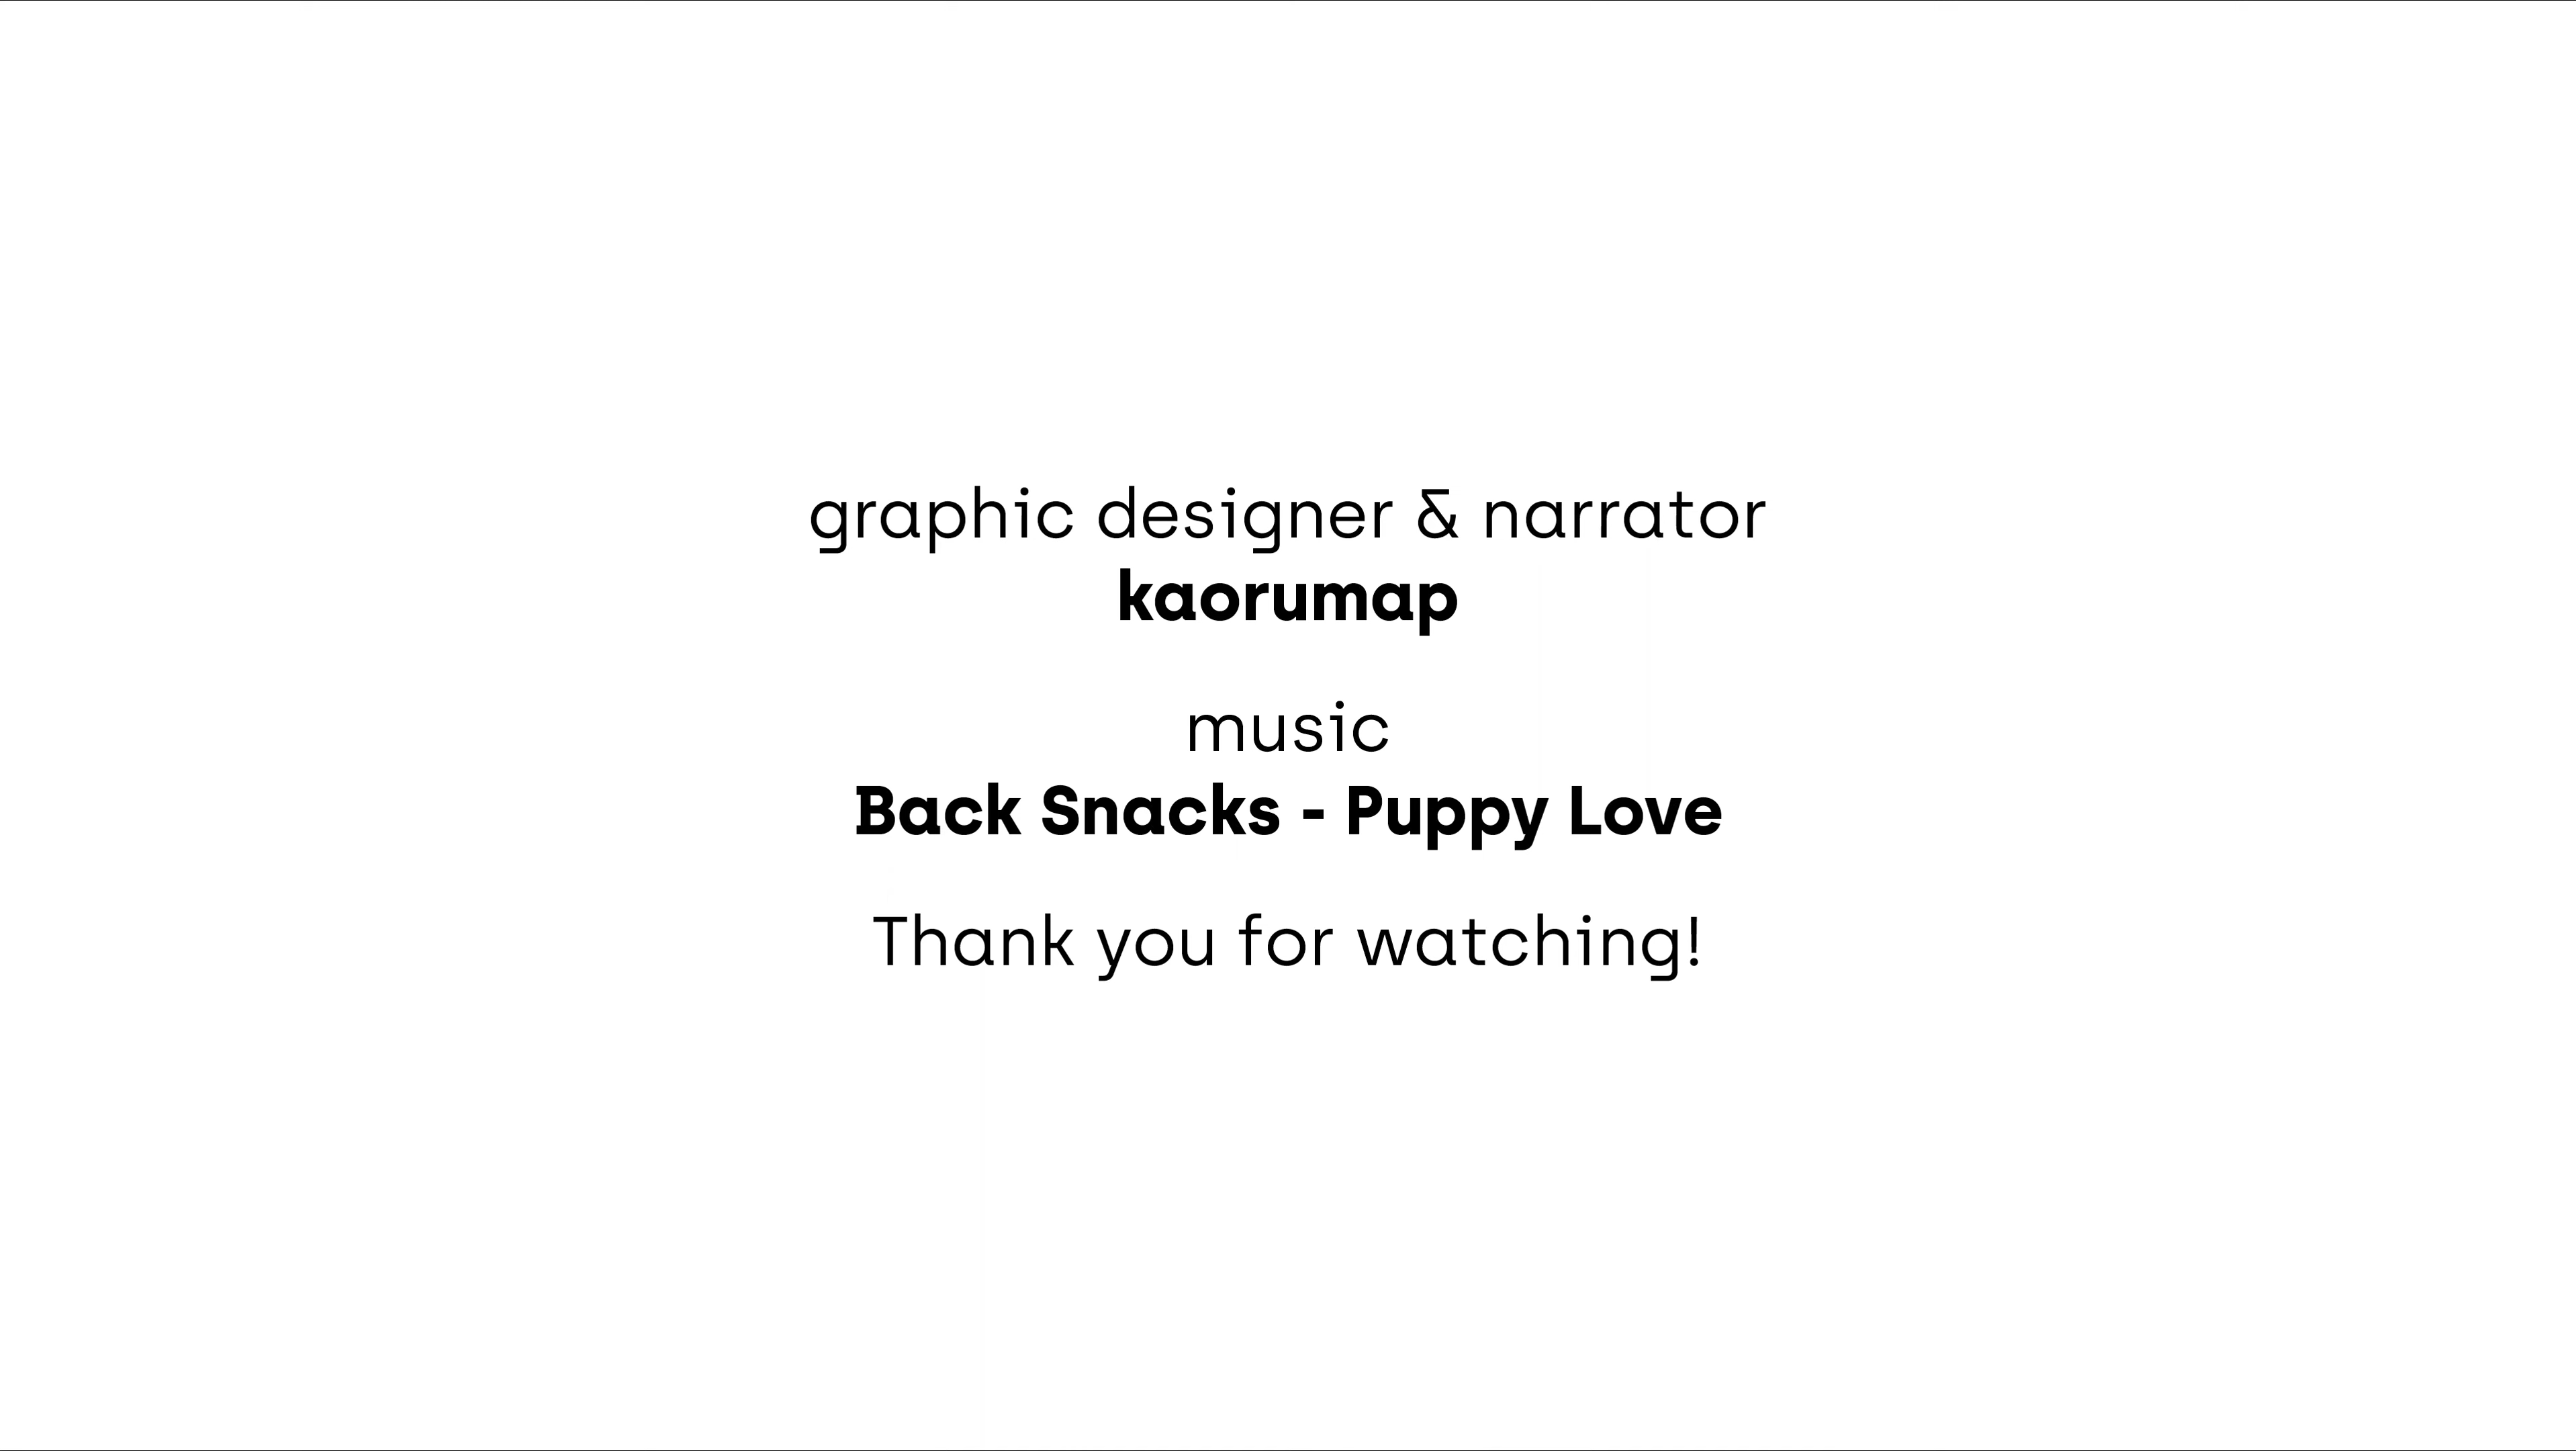 graphic designer & narrator
kaorumap
music
Back Snacks - Puppy Love
Thank you for watching!